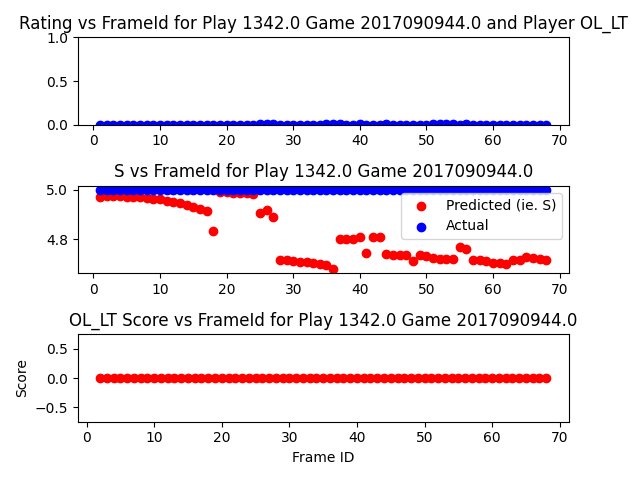 Rating vs FrameId for Play 1342.0 Game 2017090944.0 and Player OL_LT
1.0
0.5
0.0
0 10 20 30 40 50 60 70
S vs FrameId for Play 1342.0 Game 2017090944.0
5.0
4.8
Predicted (ie. S)
Actual
0 10 20 30 40 50 60 70
OL_LT Score vs FrameId for Play 1342.0 Game 2017090944.0
Score
0.5
0.0
−0.5
0 10 20 30 40 50 60 70
Frame ID